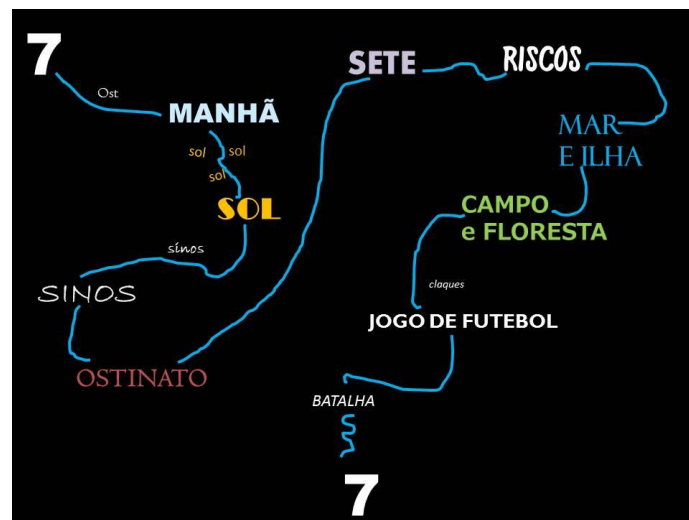 7
Ost
MANHÃ
sol
sol
sol
SOL
sinos
SINOS
OSTINATO
SETE
RISCOS
MAR
E ILHA
CAMPO
e FLORESTA
claques
JOGO DE FUTEBOL
BATALHA
7